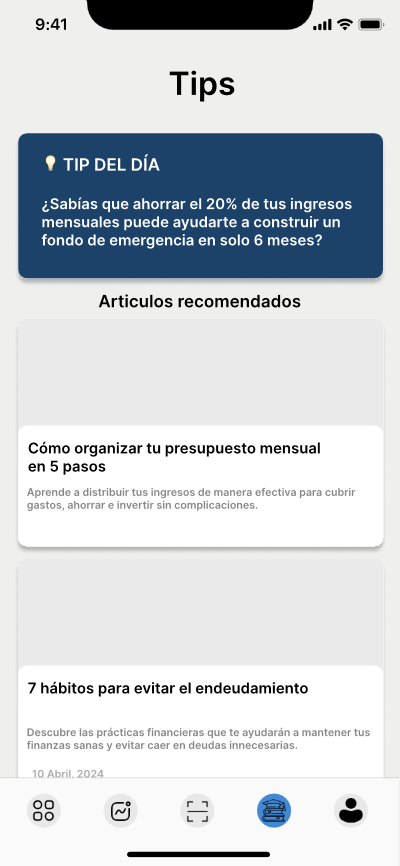 9:41
Tips
TIP DEL DÍA
¿Sabías que ahorrar el 20% de tus ingresos
mensuales puede ayudarte a construir un
fondo de emergencia en solo 6 meses?
Articulos recomendados
Cómo organizar tu presupuesto mensual
en 5 pasos
Aprende a distribuir tus ingresos de manera efectiva para cubrir
gastos, ahorrar e invertir sin complicaciones.
7 hábitos para evitar el endeudamiento
Descubre las prácticas financieras que te ayudarán a mantener tus
finanzas sanas y evitar caer en deudas innecesarias.
10 Abril, 2024